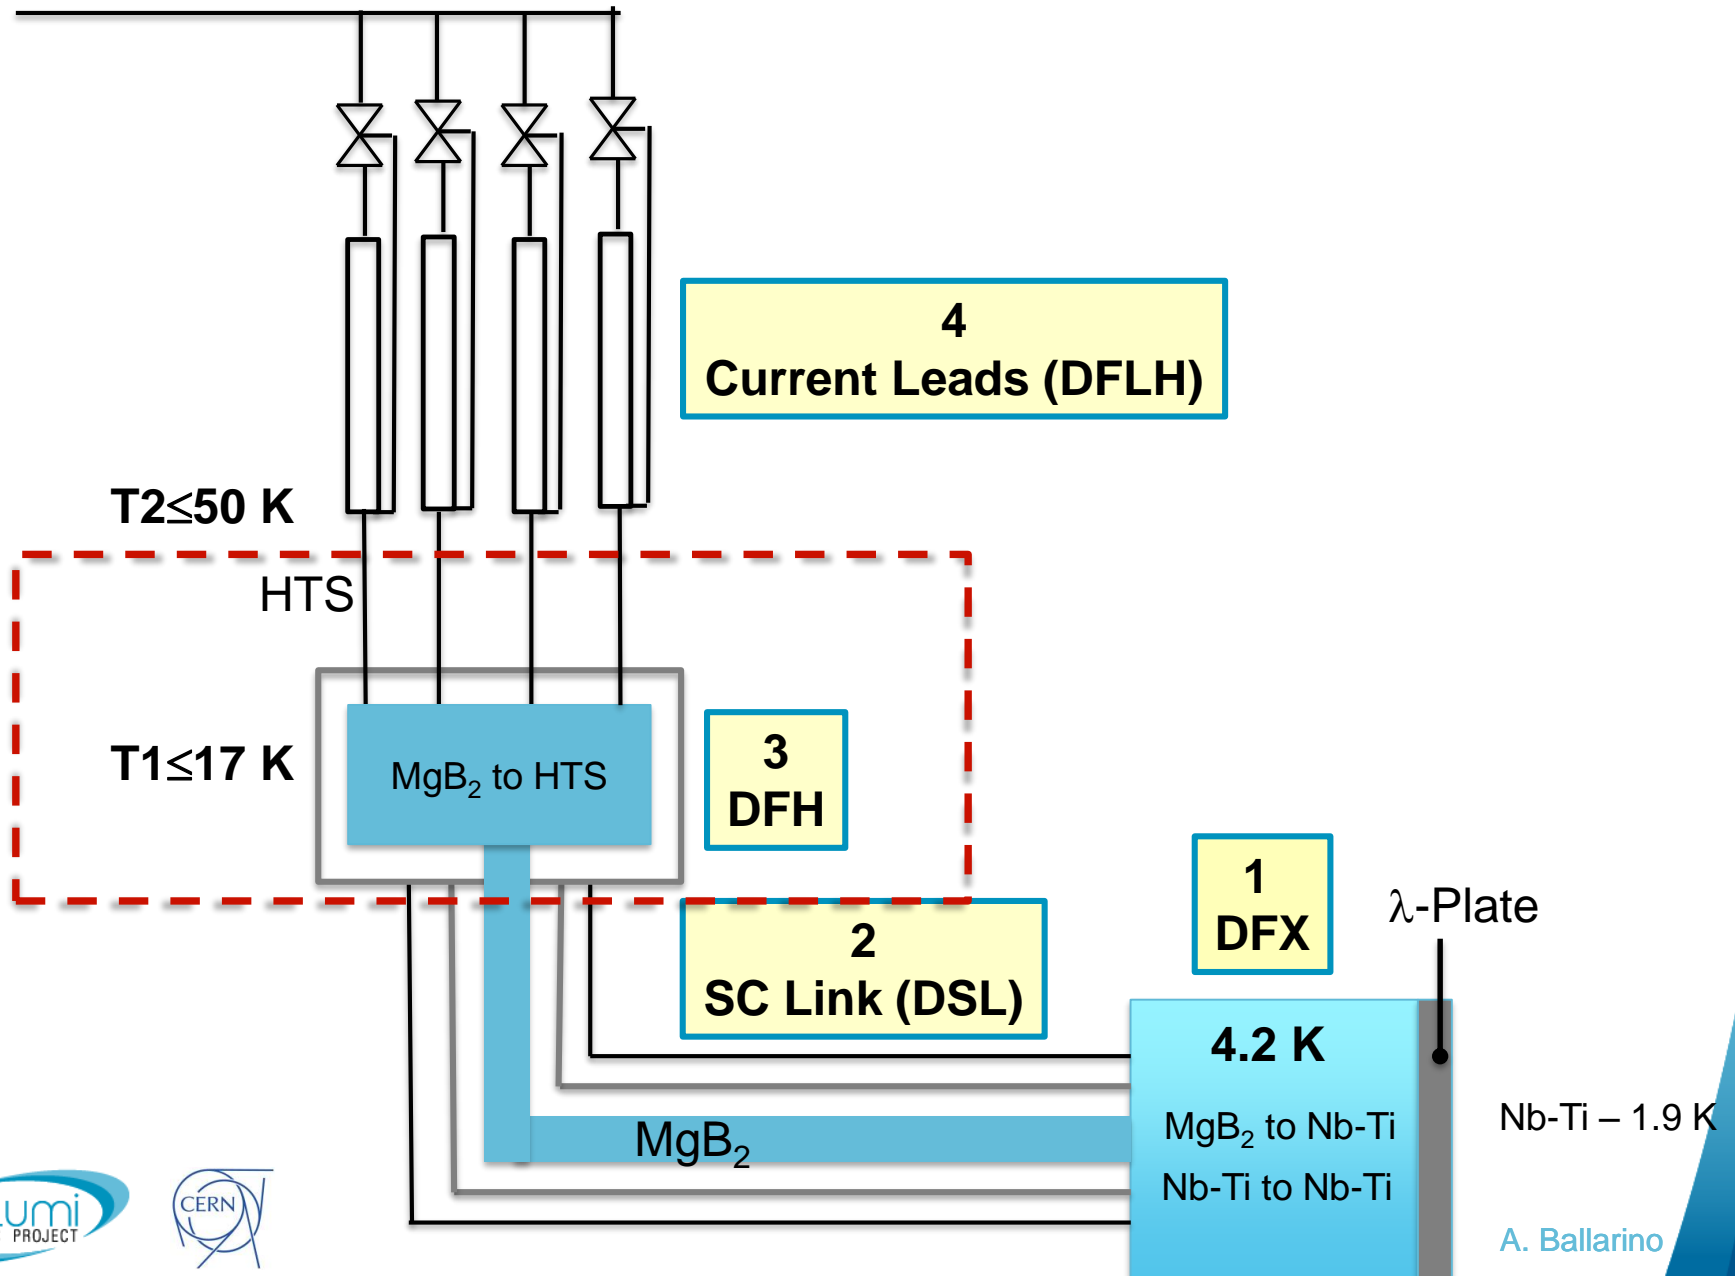 4
Current Leads (DFLH)
T2≤50 K
HTS
T1≤17 K
MgB₂ to HTS
3
DFH
2
SC Link (DSL)
1
DFX
λ-Plate
4.2 K
MgB₂ to Nb-Ti
Nb-Ti to Nb-Ti
Nb-Ti – 1.9 K
MgB₂
PROJECT
CERN
A. Ballarino